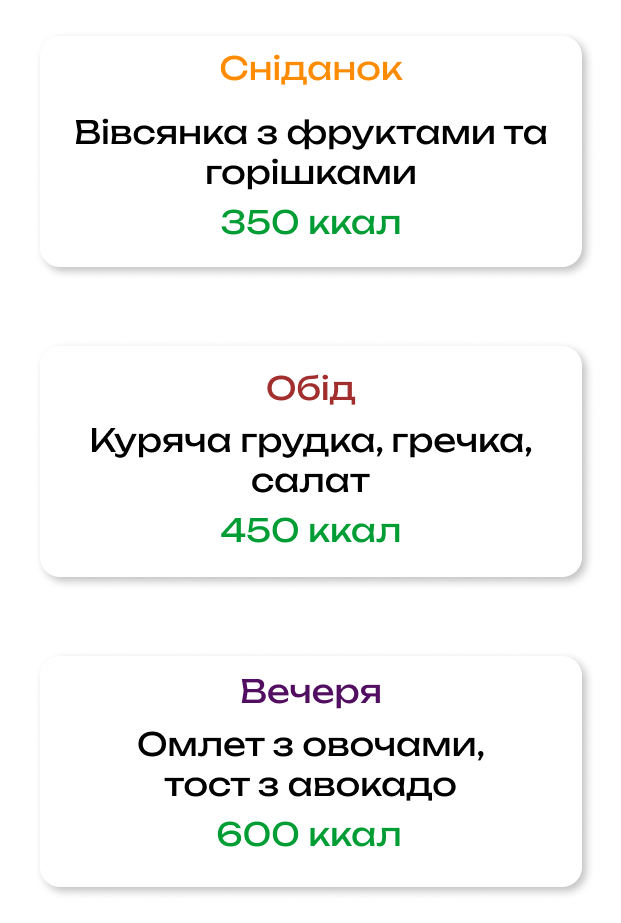 Сніданок
Вівсянка з фруктами та
горішками
350 ккал
Обід
Куряча грудка, гречка,
салат
450 ккал
Вечеря
Омлет з овочами,
тост з авокадо
600 ккал